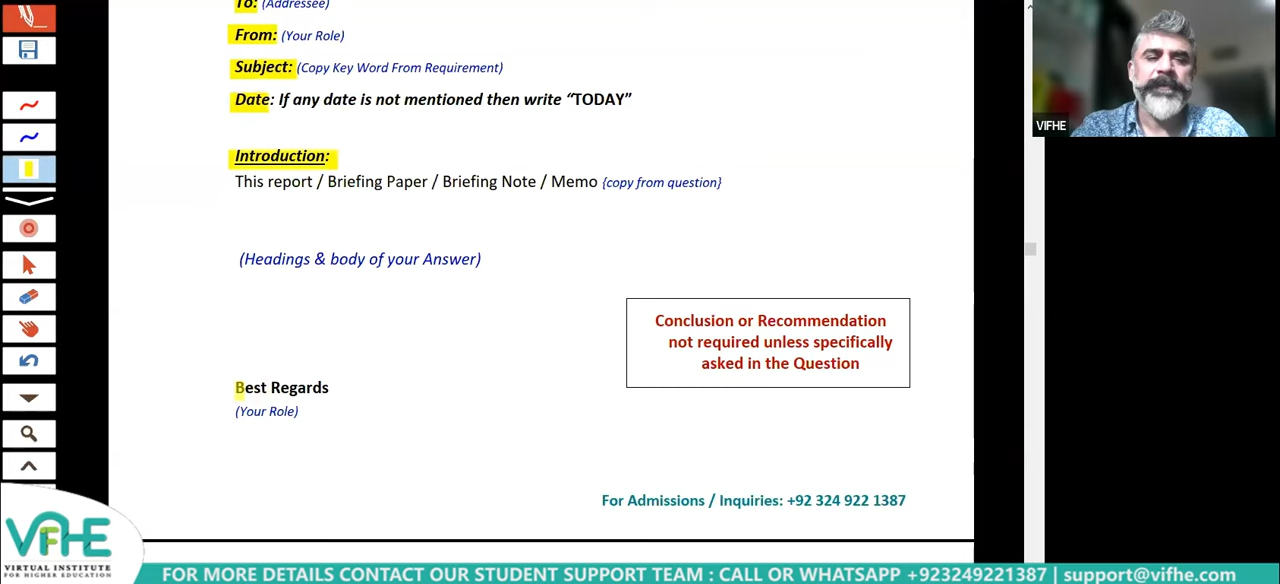 To: (Addressee)
From: (Your Role)
Subject: (Copy Key Word From Requirement)
Date: If any date is not mentioned then write “TODAY”
Introduction:
This report / Briefing Paper / Briefing Note / Memo {copy from question}
(Headings & body of your Answer)
Conclusion or Recommendation
not required unless specifically
asked in the Question
Best Regards
(Your Role)
For Admissions / Inquiries: +92 324 922 1387
VIFHE
VIFHE
VIRTUAL INSTITUTE
FOR HIGHER EDUCATION
FOR MORE DETAILS CONTACT OUR STUDENT SUPPORT TEAM : CALL OR WHATSAPP +923249221387 | support@vifhe.com